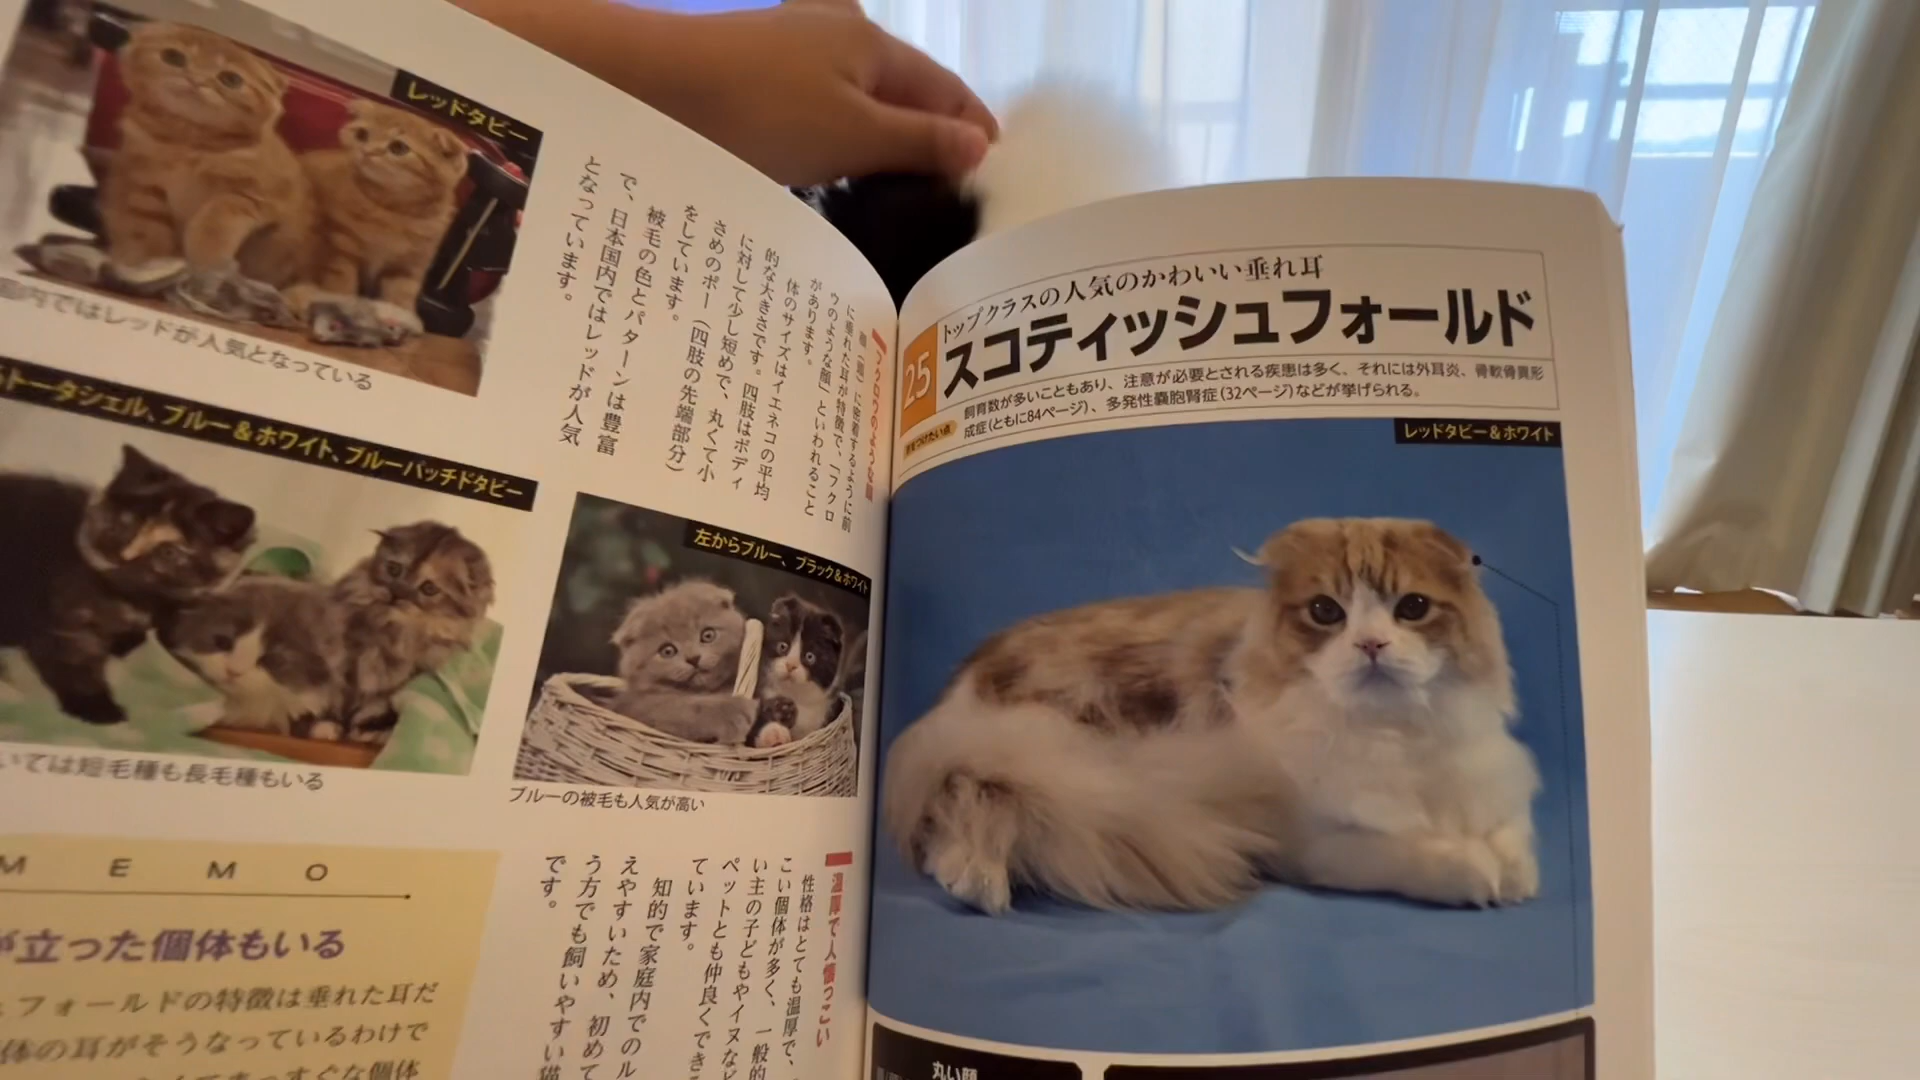 トップクラスの人気のかわいい垂れ耳
25
スコティッシュフォールド
飼育数が多いこともあり、注意が必要とされる疾患は多く、それには外耳炎、骨軟骨異形
成症(ともに84ページ)、多発性嚢胞腎症(32ページ)などが挙げられる。
レッドタビー&ホワイト
丸い顔
フクロウのような顔
顔(頭)に密着するように前
に垂れた耳が特徴で、「フクロ
ウのような顔」といわれること
があります。
体のサイズはイエネコの平均
的な大きさです。四肢はボディ
に対して少し短めで、丸くて小
さめのポー(四肢の先端部分)
をしています。
被毛の色とパターンは豊富
で、日本国内ではレッドが人気
となっています。
レッドタビー
国内ではレッドが人気となっている
トータシェル、ブルー&ホワイト、ブルーパッチドタビー
いては短毛種も長毛種もいる
左からブルー、ブラック&ホワイト
ブルーの被毛も人気が高い
温厚で人懐っこい
性格はとても温厚で、
こい個体が多く、一般的
い主の子どもやイヌなど
ペットとも仲良くでき
ています。
知的で家庭内でのル
えやすいため、初めて
う方でも飼いやすい猫
です。
MEMO
が立った個体もいる
フォールドの特徴は垂れた耳だ
体の耳がそうなっているわけで
まっすぐな個体